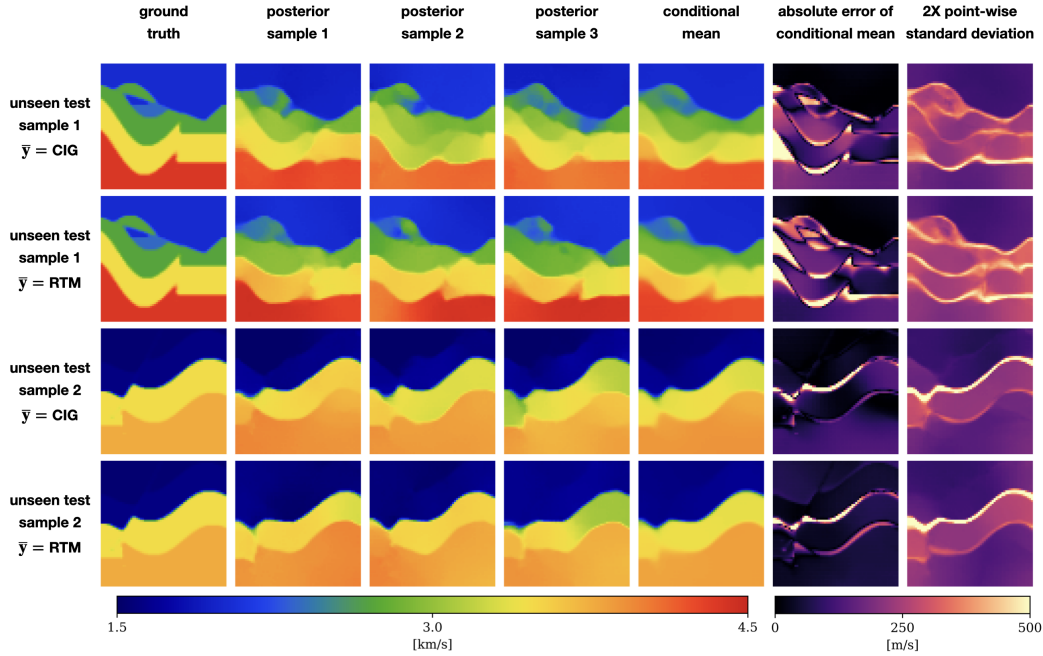 ground truth
posterior sample 1
posterior sample 2
posterior sample 3
conditional mean
absolute error of conditional mean
2X point-wise standard deviation
unseen test
sample 1
ȳ = CIG
unseen test
sample 1
ȳ = RTM
unseen test
sample 2
ȳ = CIG
unseen test
sample 2
ȳ = RTM
1.5 3.0 4.5
[km/s]
0 250 500
[m/s]